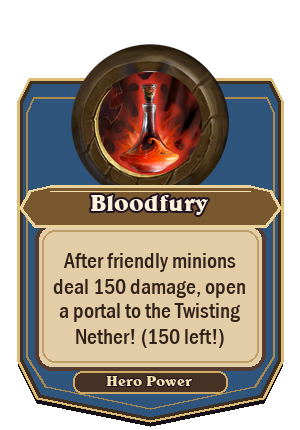 Bloodfury
After friendly minions
deal 150 damage, open
a portal to the Twisting
Nether! (150 left!)
Hero Power